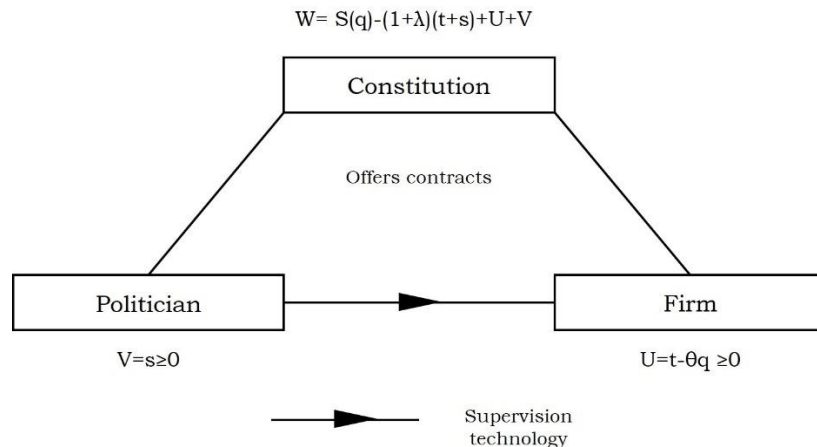 W= S(q)-(1+λ)(t+s)+U+V
Constitution
Offers contracts
Politician
Firm
V=s≥0
U=t-θq ≥0
Supervision
technology